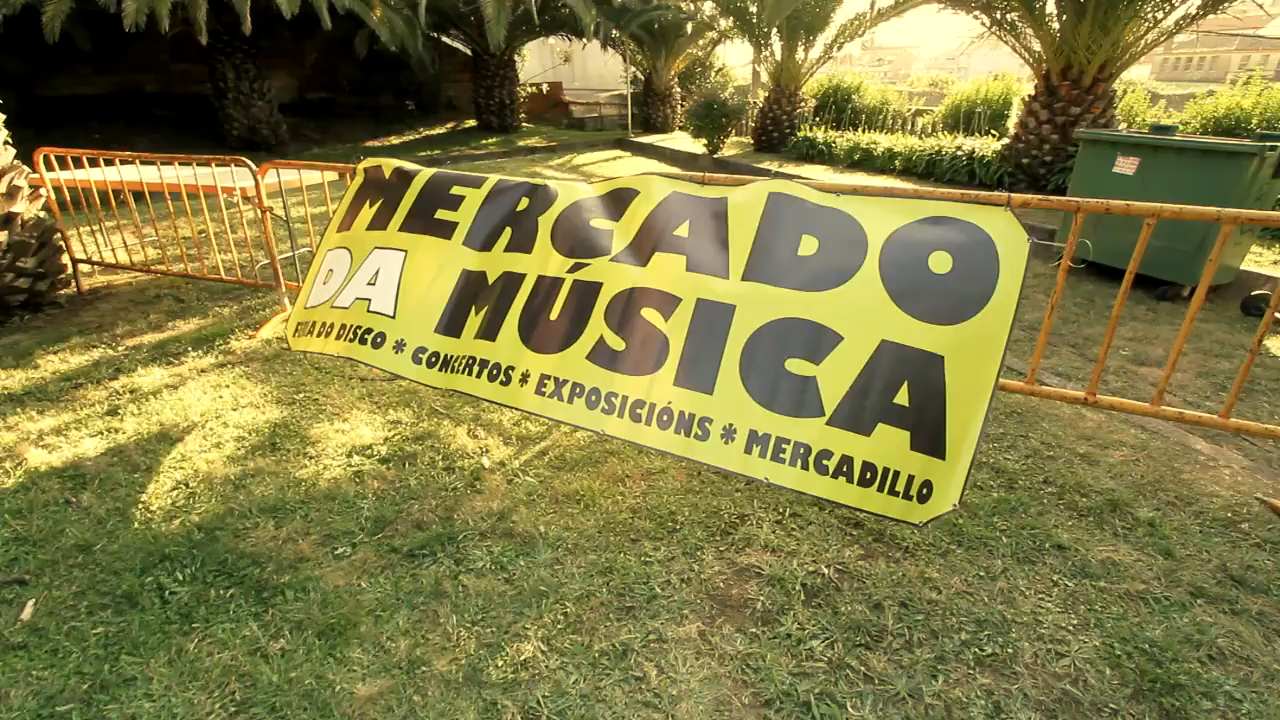 MERCADO
DA MÚSICA
FEIRA DO DISCO * CONCERTOS * EXPOSICIÓNS * MERCADILLO